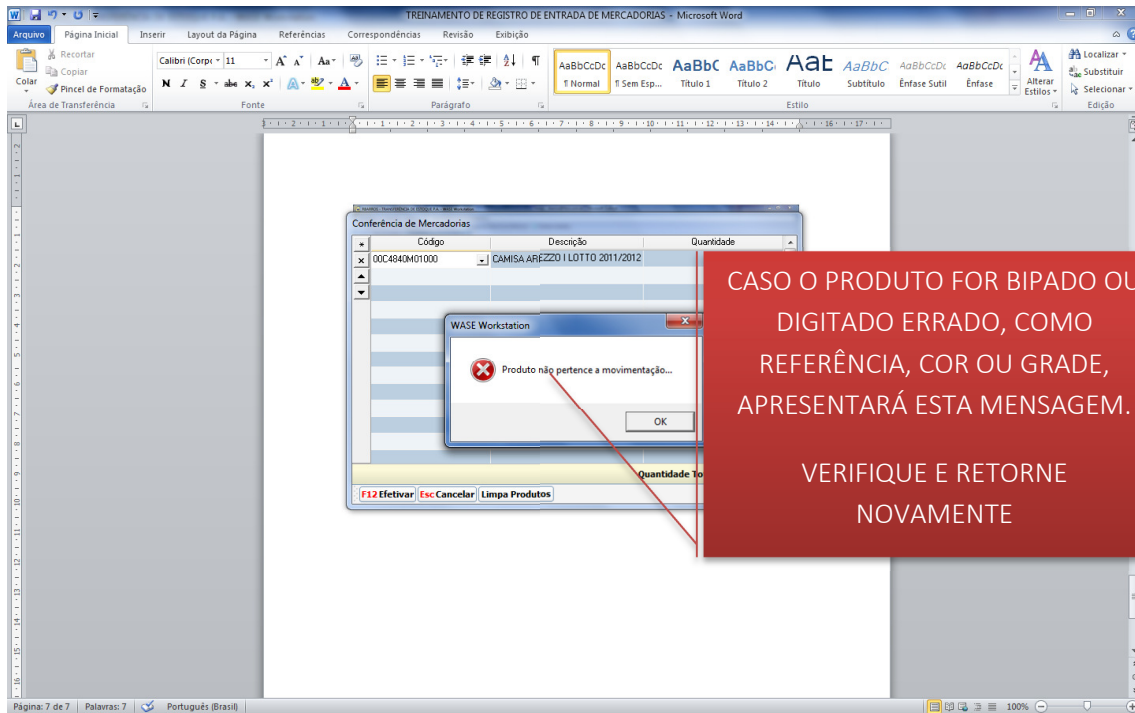 TREINAMENTO DE REGISTRO DE ENTRADA DE MERCADORIAS - Microsoft Word
Arquivo Página Inicial Inserir Layout da Página Referências Correspondências Revisão Exibição
Colar
Recortar
Copiar
Pincel de Formatação
Área de Transferência
Calibri (Corpo 11
N I S abc x, x²
Fonte
Parágrafo
AaBbCcDc AaBbCcDc AaBbC AaBbC AaB AaBbC AaBbCcDc AaBbCcDc
¶ Normal ¶ Sem Esp... Título 1 Título 2 Título Subtítulo Ênfase Sutil Ênfase
Alterar Estilos
Estilo
Localizar
Substituir
Selecionar
Edição
Conferência de Mercadorias
Código Descrição Quantidade
00C4840M01000 CAMISA AREZZO I LOTTO 2011/2012
WASE Workstation
Produto não pertence a movimentação...
OK
Quantidade To
F12 Efetivar Esc Cancelar Limpa Produtos
CASO O PRODUTO FOR BIPADO OU
DIGITADO ERRADO, COMO
REFERÊNCIA, COR OU GRADE,
APRESENTARÁ ESTA MENSAGEM.
VERIFIQUE E RETORNE
NOVAMENTE
Página: 7 de 7 Palavras: 7 Português (Brasil) 100%